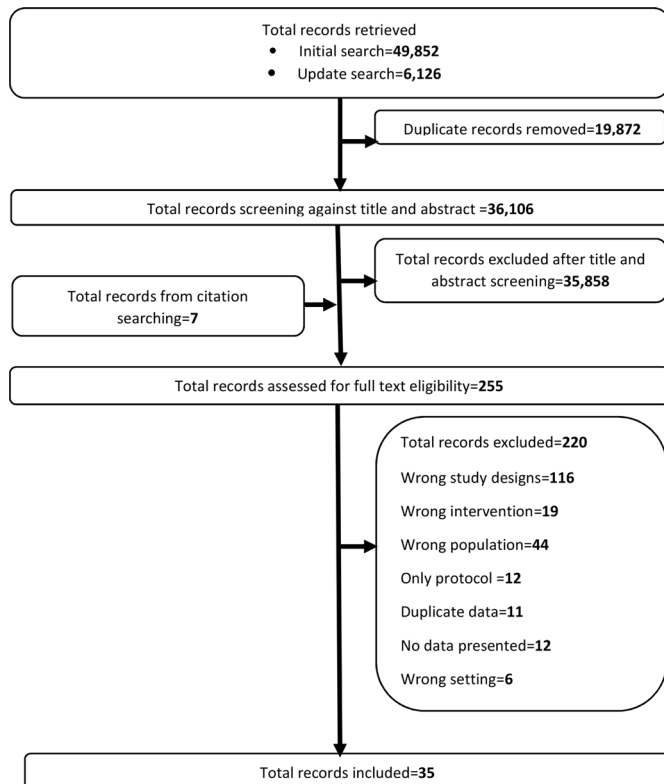 Total records retrieved
• Initial search=49,852
• Update search=6,126
Duplicate records removed=19,872
Total records screening against title and abstract =36,106
Total records excluded after title and
abstract screening=35,858
Total records from citation
searching=7
Total records assessed for full text eligibility=255
Total records excluded=220
Wrong study designs=116
Wrong intervention=19
Wrong population=44
Only protocol =12
Duplicate data=11
No data presented=12
Wrong setting=6
Total records included=35